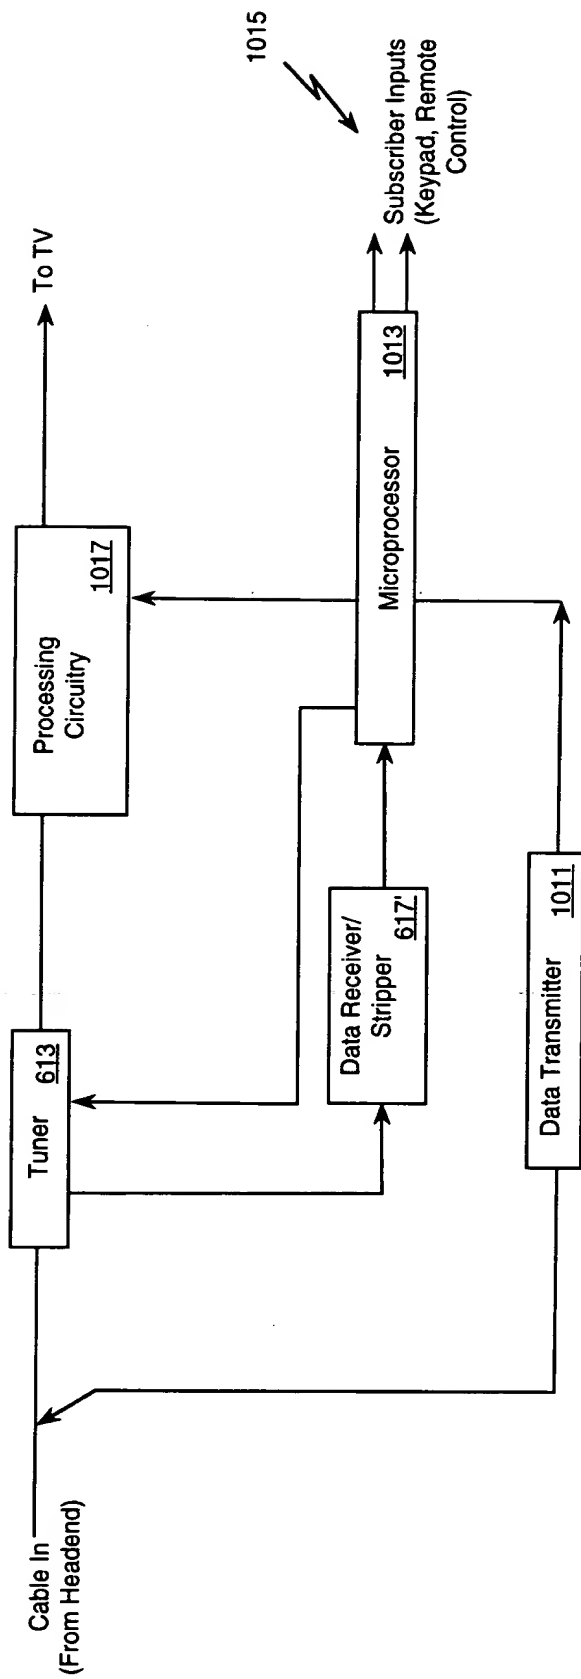 Cable In
(From Headend)
Tuner
613
Processing
Circuitry
1017
To TV
Data Receiver/
Stripper
617'
Microprocessor
1013
Subscriber Inputs
(Keypad, Remote
Control)
1015
Data Transmitter
1011